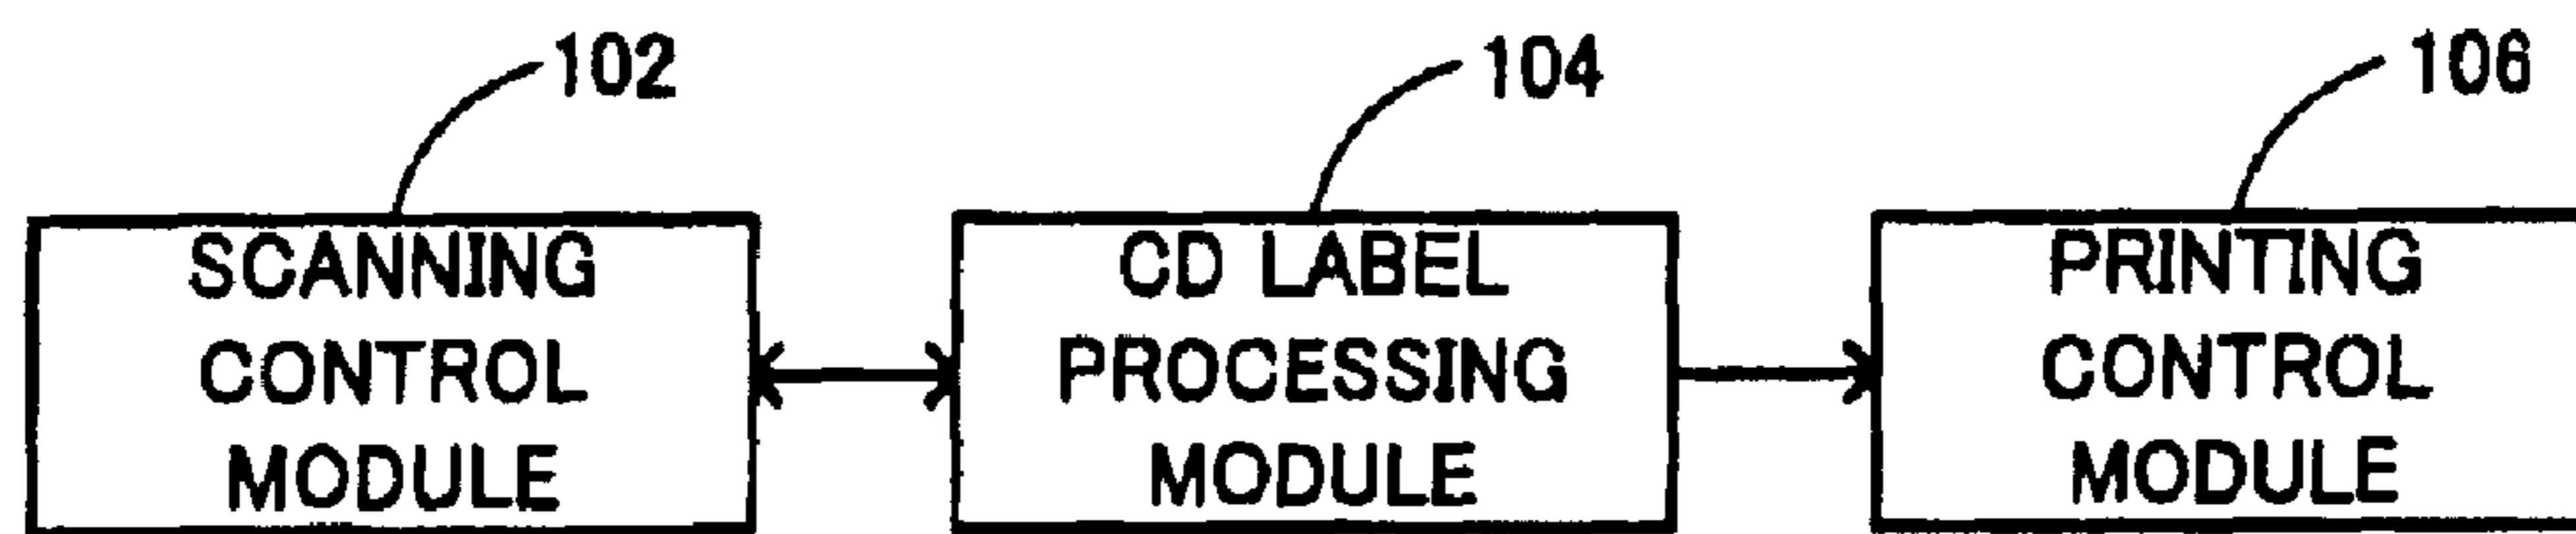 102
104
106
SCANNING
CONTROL
MODULE
CD LABEL
PROCESSING
MODULE
PRINTING
CONTROL
MODULE